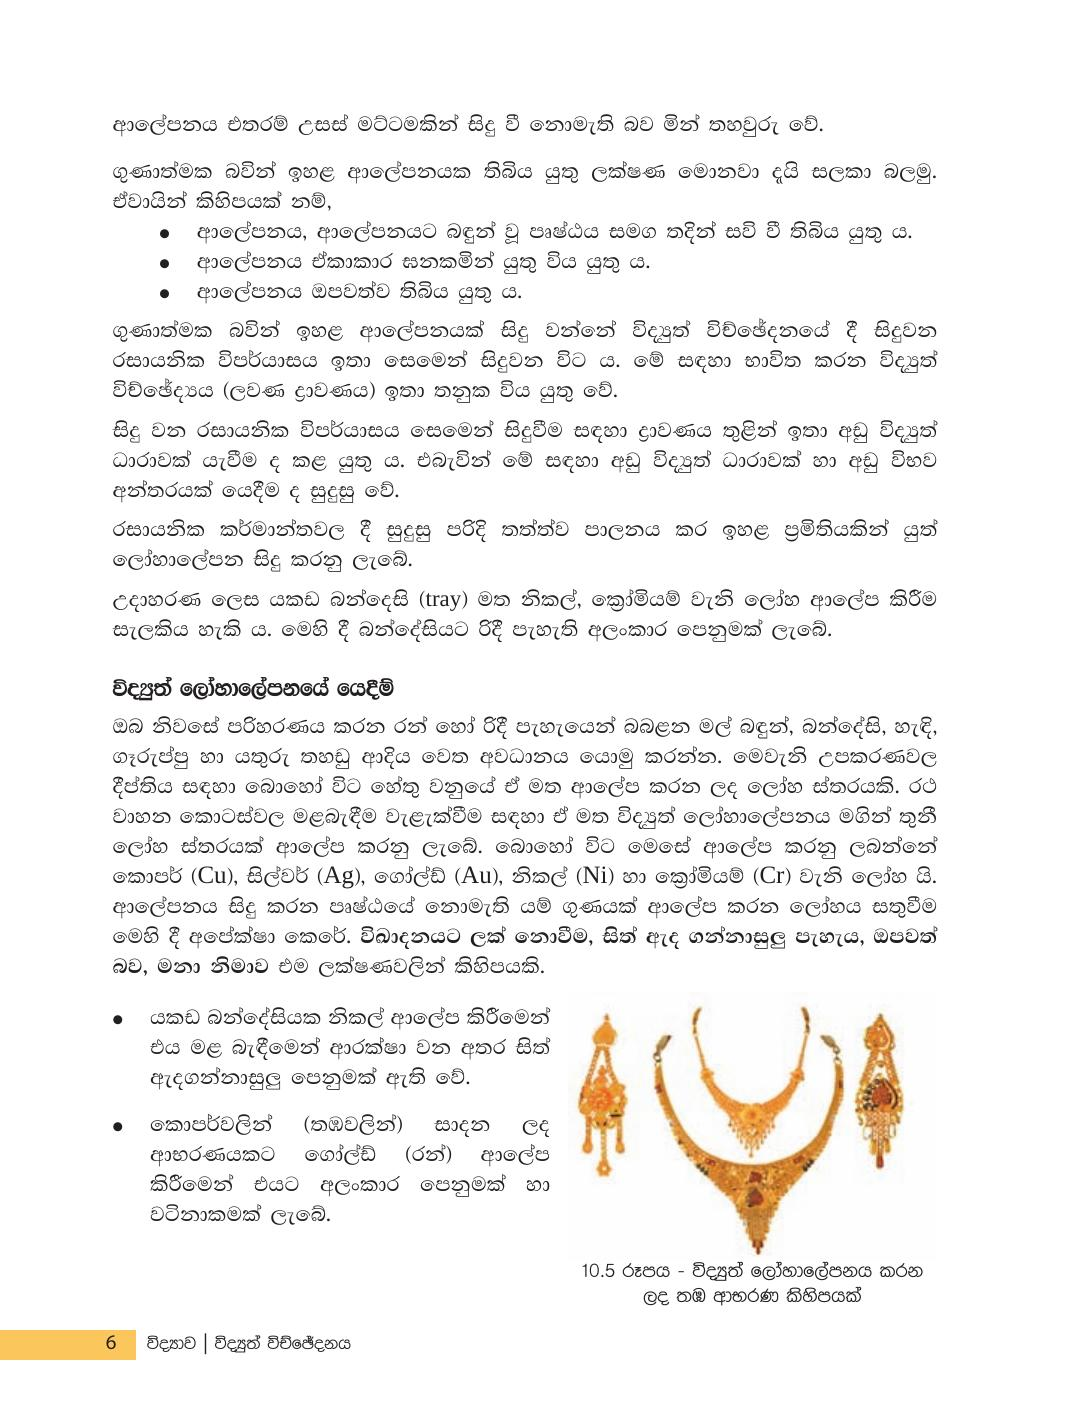 ආලේපනය එතරම් උසස් මට්ටමකින් සිදු වී නොමැති බව මින් තහවුරු වේ.
ගුණාත්මක බවින් ඉහළ ආලේපනයක තිබිය යුතු ලක්ෂණ මොනවා දැයි සලකා බලමු.
ඒවායින් කිහිපයක් නම්,
● ආලේපනය, ආලේපනයට බඳුන් වූ පෘෂ්ඨය සමග තදින් සවි වී තිබිය යුතු ය.
● ආලේපනය ඒකාකාර ඝනකමින් යුතු විය යුතු ය.
● ආලේපනය ඔපවත්ව තිබිය යුතු ය.
ගුණාත්මක බවින් ඉහළ ආලේපනයක් සිදු වන්නේ විද්‍යුත් විච්ඡේදනයේ දී සිදුවන
රසායනික විපර්යාසය ඉතා සෙමෙන් සිදුවන විට ය. මේ සඳහා භාවිත කරන විද්‍යුත්
විච්ඡේද්‍යය (ලවණ ද්‍රාවණය) ඉතා තනුක විය යුතු වේ.
සිදු වන රසායනික විපර්යාසය සෙමෙන් සිදුවීම සඳහා ද්‍රාවණය තුළින් ඉතා අඩු විද්‍යුත්
ධාරාවක් යැවීම ද කළ යුතු ය. එබැවින් මේ සඳහා අඩු විද්‍යුත් ධාරාවක් හා අඩු විභව
අන්තරයක් යෙදීම ද සුදුසු වේ.
රසායනික කර්මාන්තවල දී සුදුසු පරිදි තත්ත්ව පාලනය කර ඉහළ ප්‍රමිතියකින් යුත්
ලෝහාලේපන සිදු කරනු ලැබේ.
උදාහරණ ලෙස යකඩ බන්දෙසි (tray) මත නිකල්, ක්‍රෝමියම් වැනි ලෝහ ආලේප කිරීම
සැලකිය හැකි ය. මෙහි දී බන්දේසියට රිදී පැහැති අලංකාර පෙනුමක් ලැබේ.
විද්‍යුත් ලෝහාලේපනයේ යෙදීම්
ඔබ නිවසේ පරිහරණය කරන රන් හෝ රිදී පැහැයෙන් බබළන මල් බඳුන්, බන්දේසි, හැඳි,
ගෑරුප්පු හා යතුරු තහඩු ආදිය වෙත අවධානය යොමු කරන්න. මෙවැනි උපකරණවල
දීප්තිය සඳහා බොහෝ විට හේතු වනුයේ ඒ මත ආලේප කරන ලද ලෝහ ස්තරයකි. රථ
වාහන කොටස්වල මළබැඳීම වැළැක්වීම සඳහා ඒ මත විද්‍යුත් ලෝහාලේපනය මගින් තුනී
ලෝහ ස්තරයක් ආලේප කරනු ලැබේ. බොහෝ විට මෙසේ ආලේප කරනු ලබන්නේ
කොපර් (Cu), සිල්වර් (Ag), ගෝල්ඩ් (Au), නිකල් (Ni) හා ක්‍රෝමියම් (Cr) වැනි ලෝහ යි.
ආලේපනය සිදු කරන පෘෂ්ඨයේ නොමැති යම් ගුණයක් ආලේප කරන ලෝහය සතුවීම
මෙහි දී අපේක්ෂා කෙරේ. විඛාදනයට ලක් නොවීම, සිත් ඇද ගන්නාසුලු පැහැය, ඔපවත්
බව, මනා නිමාව එම ලක්ෂණවලින් කිහිපයකි.
● යකඩ බන්දේසියක නිකල් ආලේප කිරීමෙන්
එය මළ බැඳීමෙන් ආරක්ෂා වන අතර සිත්
ඇදගන්නාසුලු පෙනුමක් ඇති වේ.
● කොපර්වලින් (තඹවලින්) සාදන ලද
ආභරණයකට ගෝල්ඩ් (රන්) ආලේප
කිරීමෙන් එයට අලංකාර පෙනුමක් හා
වටිනාකමක් ලැබේ.
10.5 රූපය - විද්‍යුත් ලෝහාලේපනය කරන
ලද තඹ ආභරණ කිහිපයක්
6 විද්‍යාව | විද්‍යුත් විච්ඡේදනය